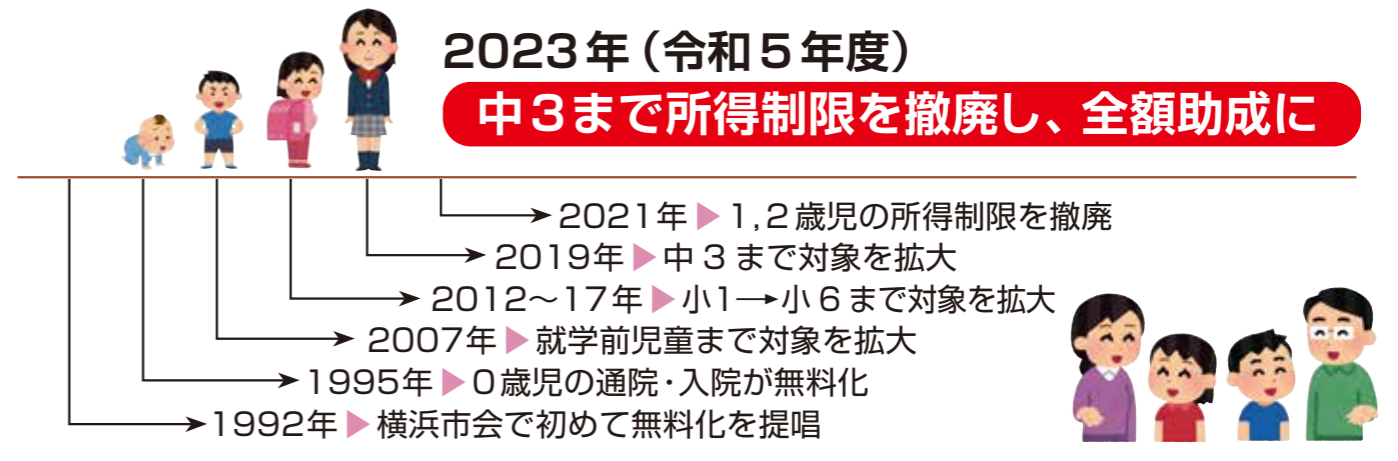 2023年（令和5年度）
中3まで所得制限を撤廃し、全額助成に
2021年▶1,2歳児の所得制限を撤廃
2019年▶中3まで対象を拡大
2012～17年▶小1→小6まで対象を拡大
2007年▶就学前児童まで対象を拡大
1995年▶0歳児の通院・入院が無料化
1992年▶横浜市会で初めて無料化を提唱